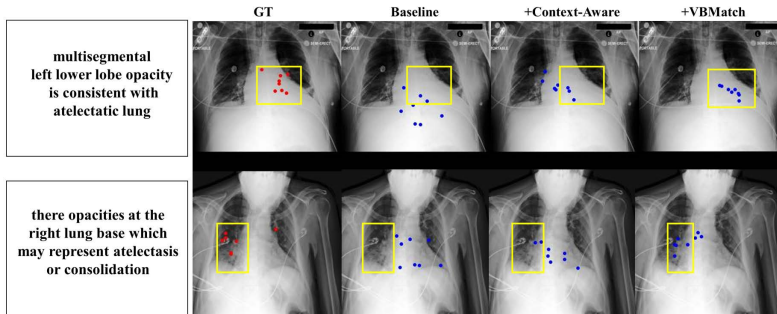 GT Baseline +Context-Aware +VBMatch
multisegmental
left lower lobe opacity
is consistent with
atelectatic lung
there opacities at the
right lung base which
may represent atelectasis
or consolidation